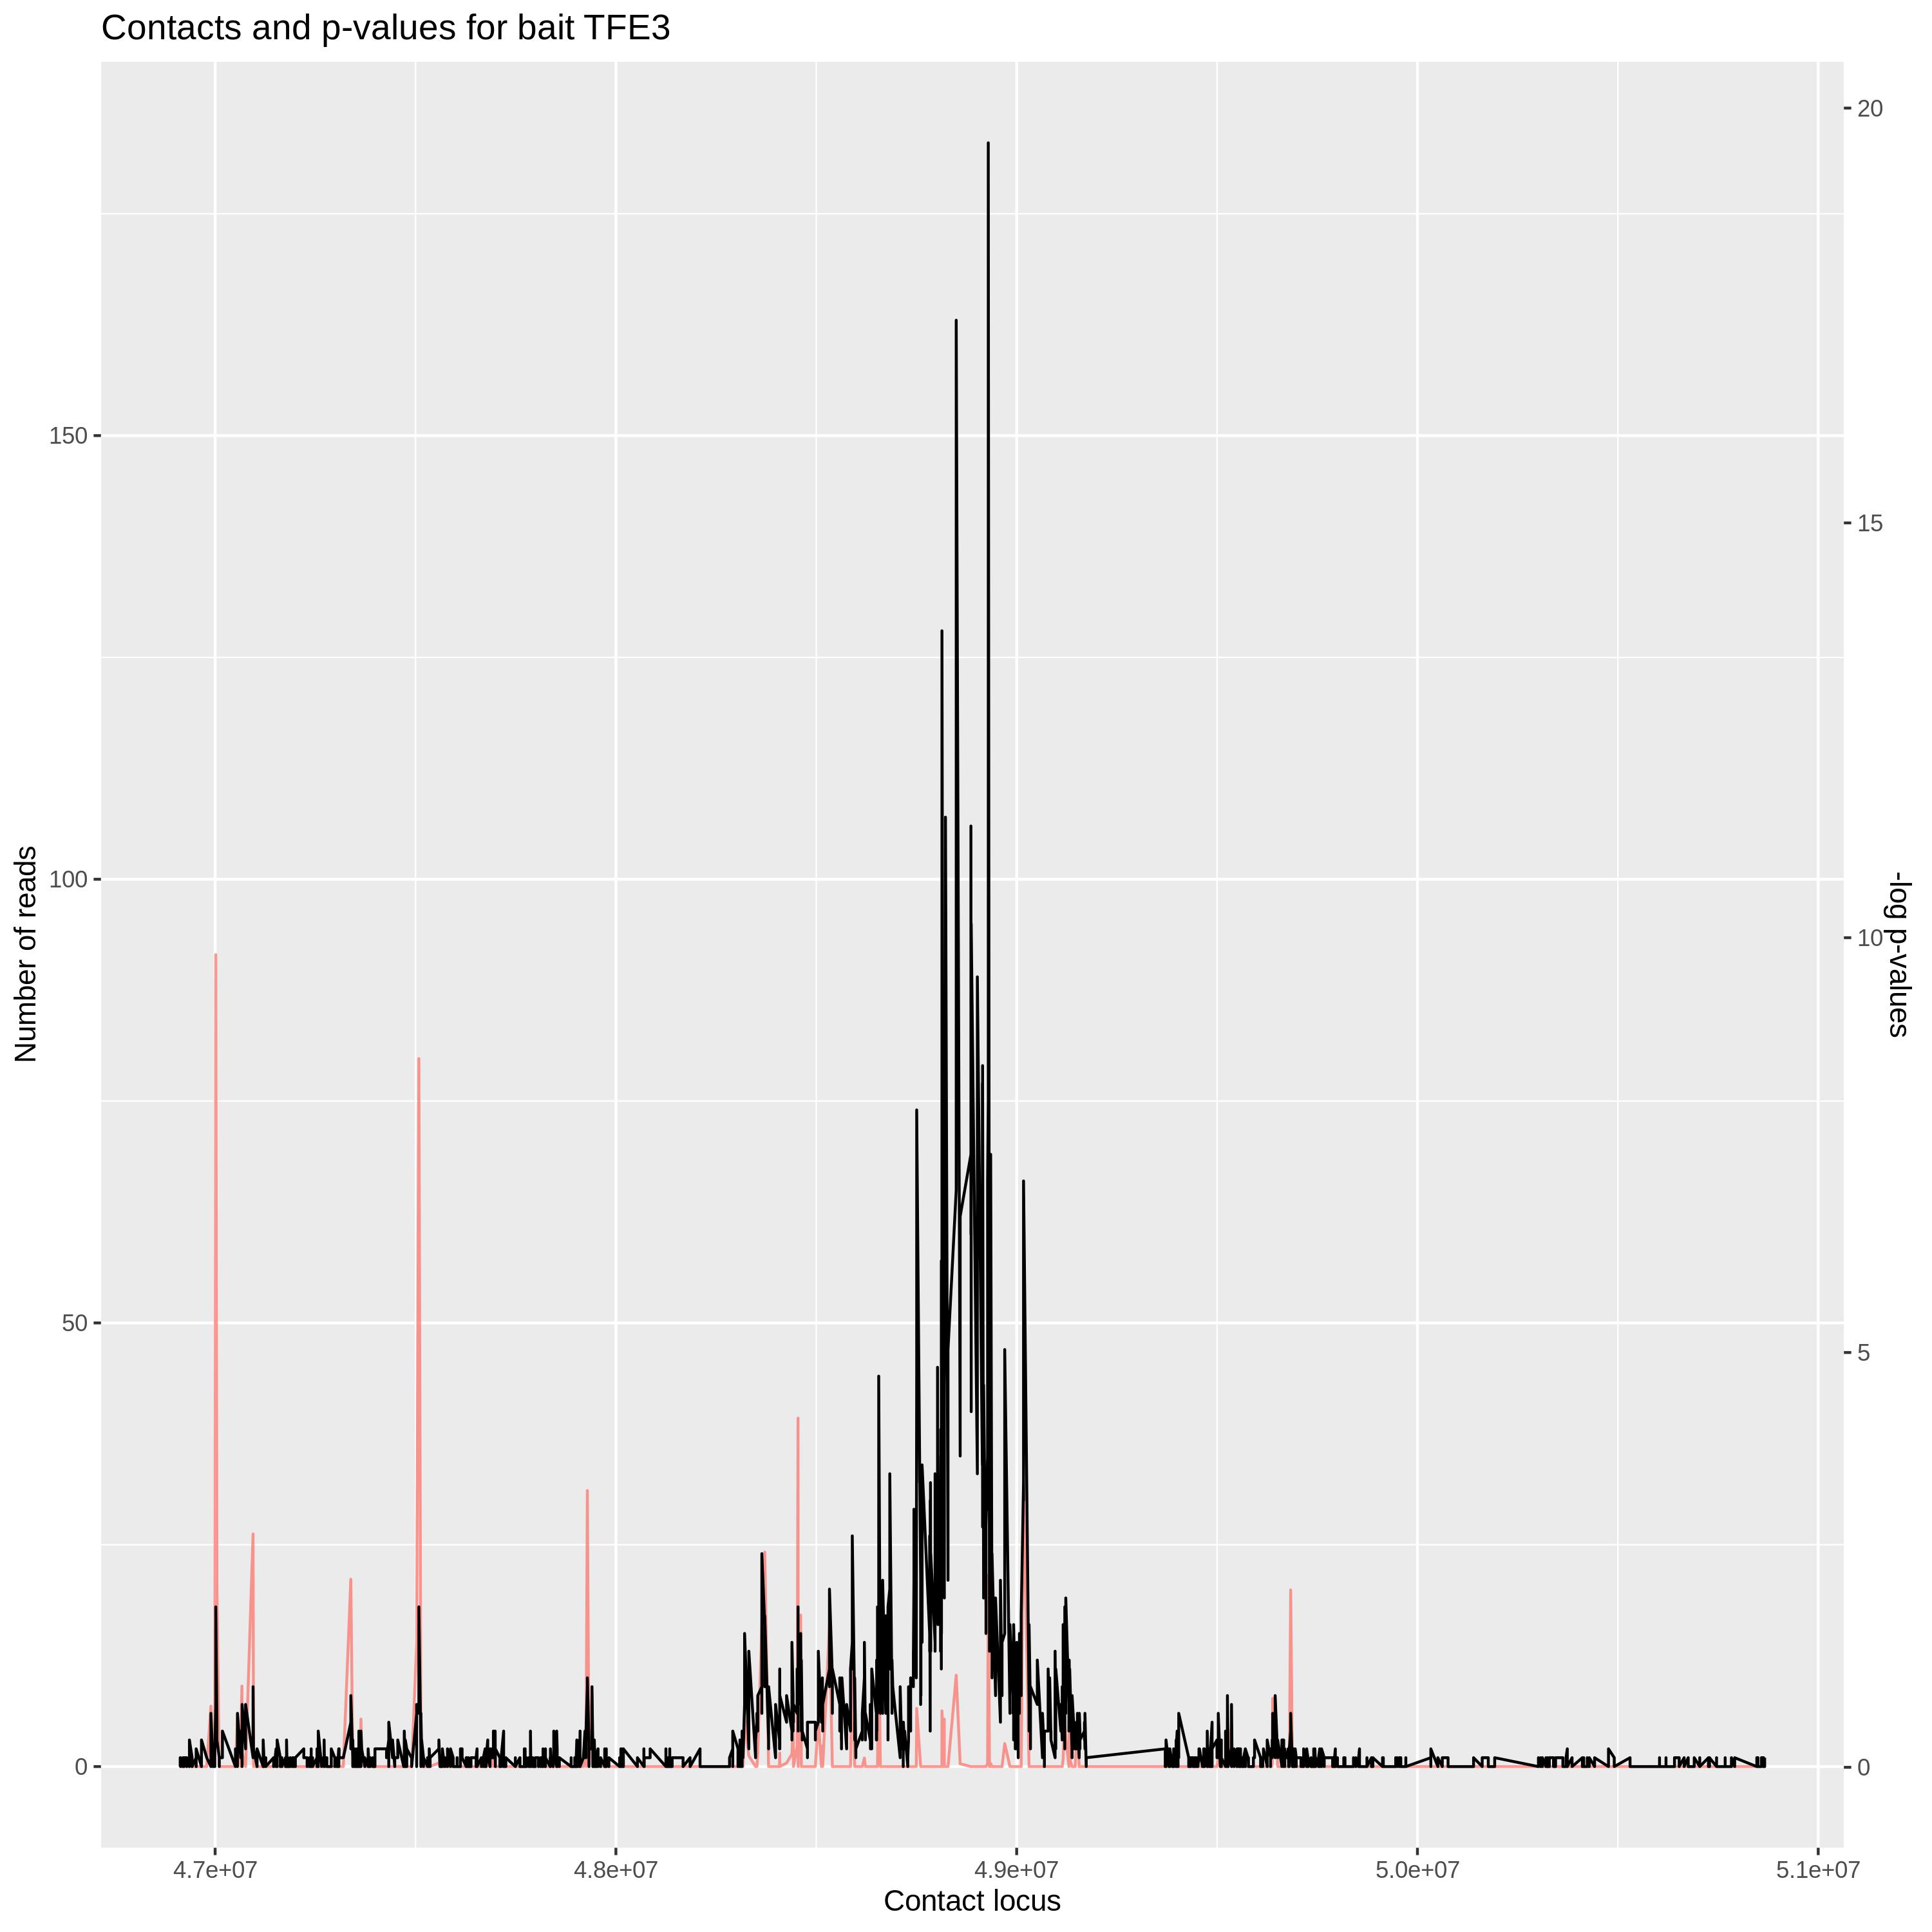 Contacts and p-values for bait TFE3
Number of reads
150
100
50
0
20
15
10
5
0
-log p-values
4.7e+07
4.8e+07
4.9e+07
5.0e+07
5.1e+07
Contact locus